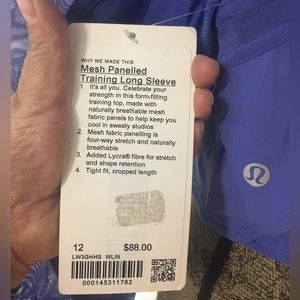 WHY WE MADE THIS
Mesh Panelled
Training Long Sleeve
1. It's all you. Celebrate your
strength in this form-fitting
training top, made with
naturally breathable mesh
fabric panels to help keep you
cool in sweaty studios
2. Mesh fabric panelling is
four-way stretch and naturally
breathable
3. Added Lycra® fibre for stretch
and shape retention
4. Tight fit, cropped length
12 $88.00
LW3GHHS WLIN
000145311782